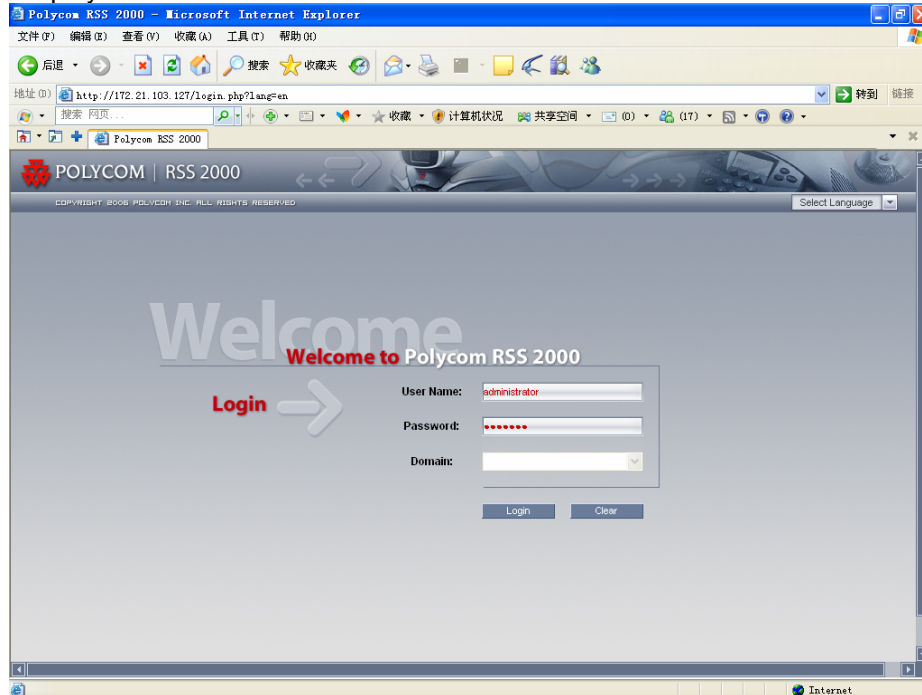 Polycom RSS 2000 - Microsoft Internet Explorer
文件(F) 编辑(E) 查看(V) 收藏(A) 工具(T) 帮助(H)
后退 搜索 收藏夹
地址(D) http://172.21.103.127/login.php?lang=en 转到 链接
搜索 网页... 收藏 计算机状况 共享空间 (0) (17)
Polycom RSS 2000
POLYCOM | RSS 2000
COPYRIGHT 2006 POLYCOM INC. ALL RIGHTS RESERVED Select Language
Welcome
Welcome to Polycom RSS 2000
Login
User Name: administrator
Password: •••••••
Domain:
Login Clear
Internet